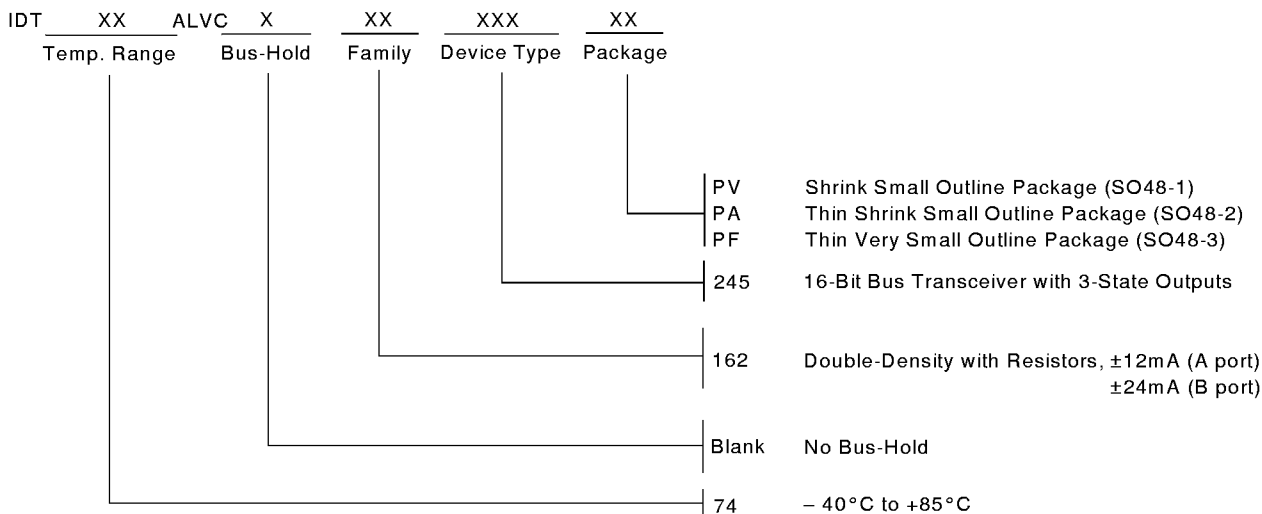 IDT XX ALVC X XX XXX XX
Temp. Range Bus-Hold Family Device Type Package
PV Shrink Small Outline Package (SO48-1)
PA Thin Shrink Small Outline Package (SO48-2)
PF Thin Very Small Outline Package (SO48-3)
245 16-Bit Bus Transceiver with 3-State Outputs
162 Double-Density with Resistors, ±12mA (A port)
±24mA (B port)
Blank No Bus-Hold
74 – 40°C to +85°C